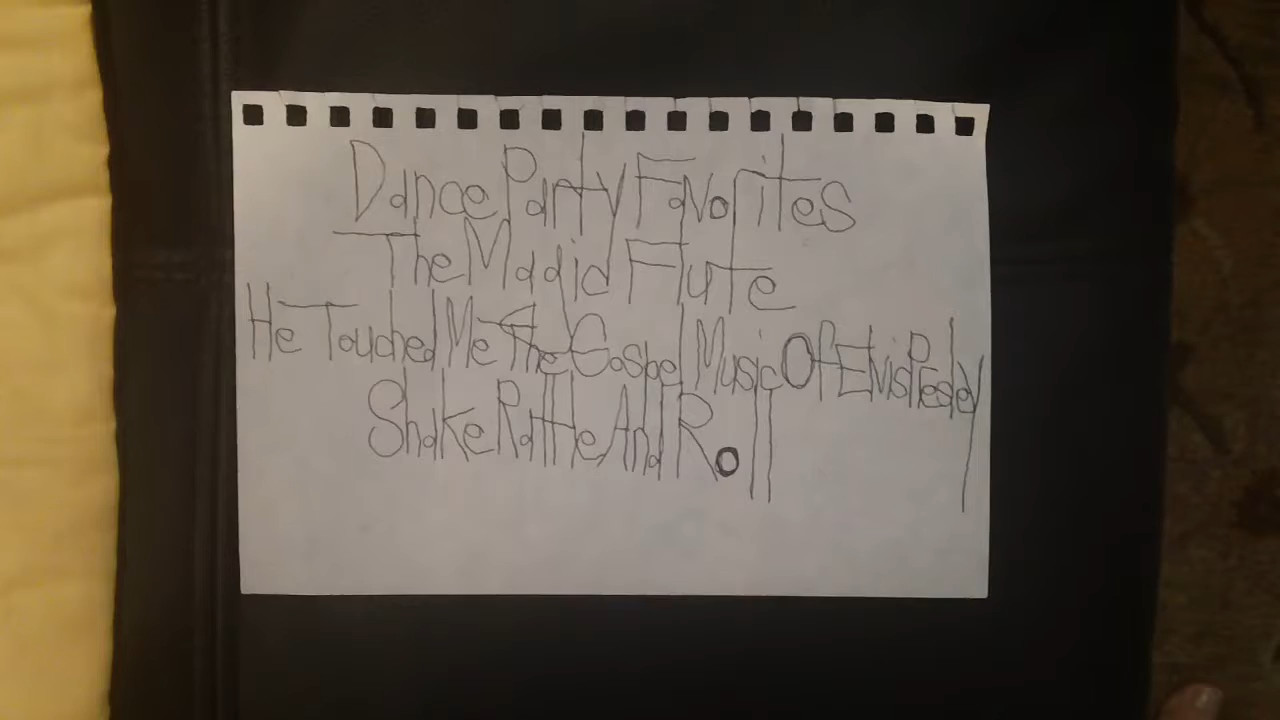 Dance Party Favorites
The Magic Flute
He Touched Me The Gospel Music Of Elvis Presley
Shake Rattle And Roll